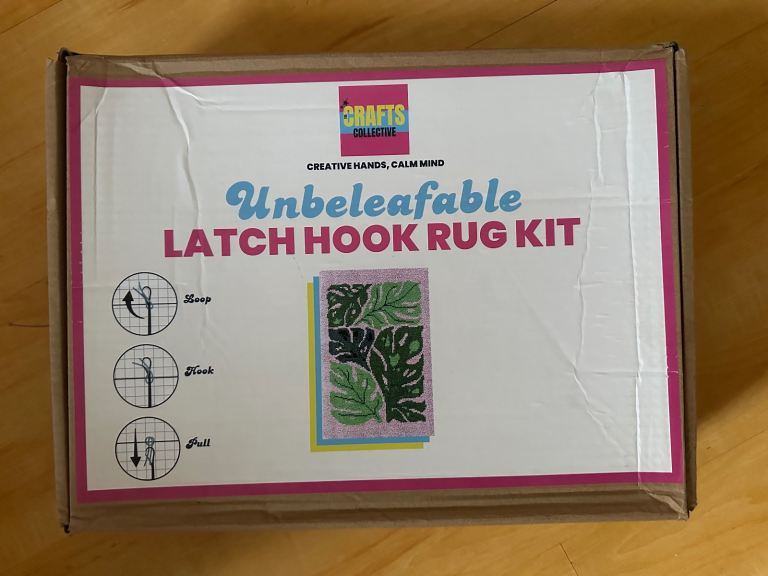 CRAFTS
COLLECTIVE
CREATIVE HANDS, CALM MIND
Unbeleafable
LATCH HOOK RUG KIT
Loop
Hook
Pull